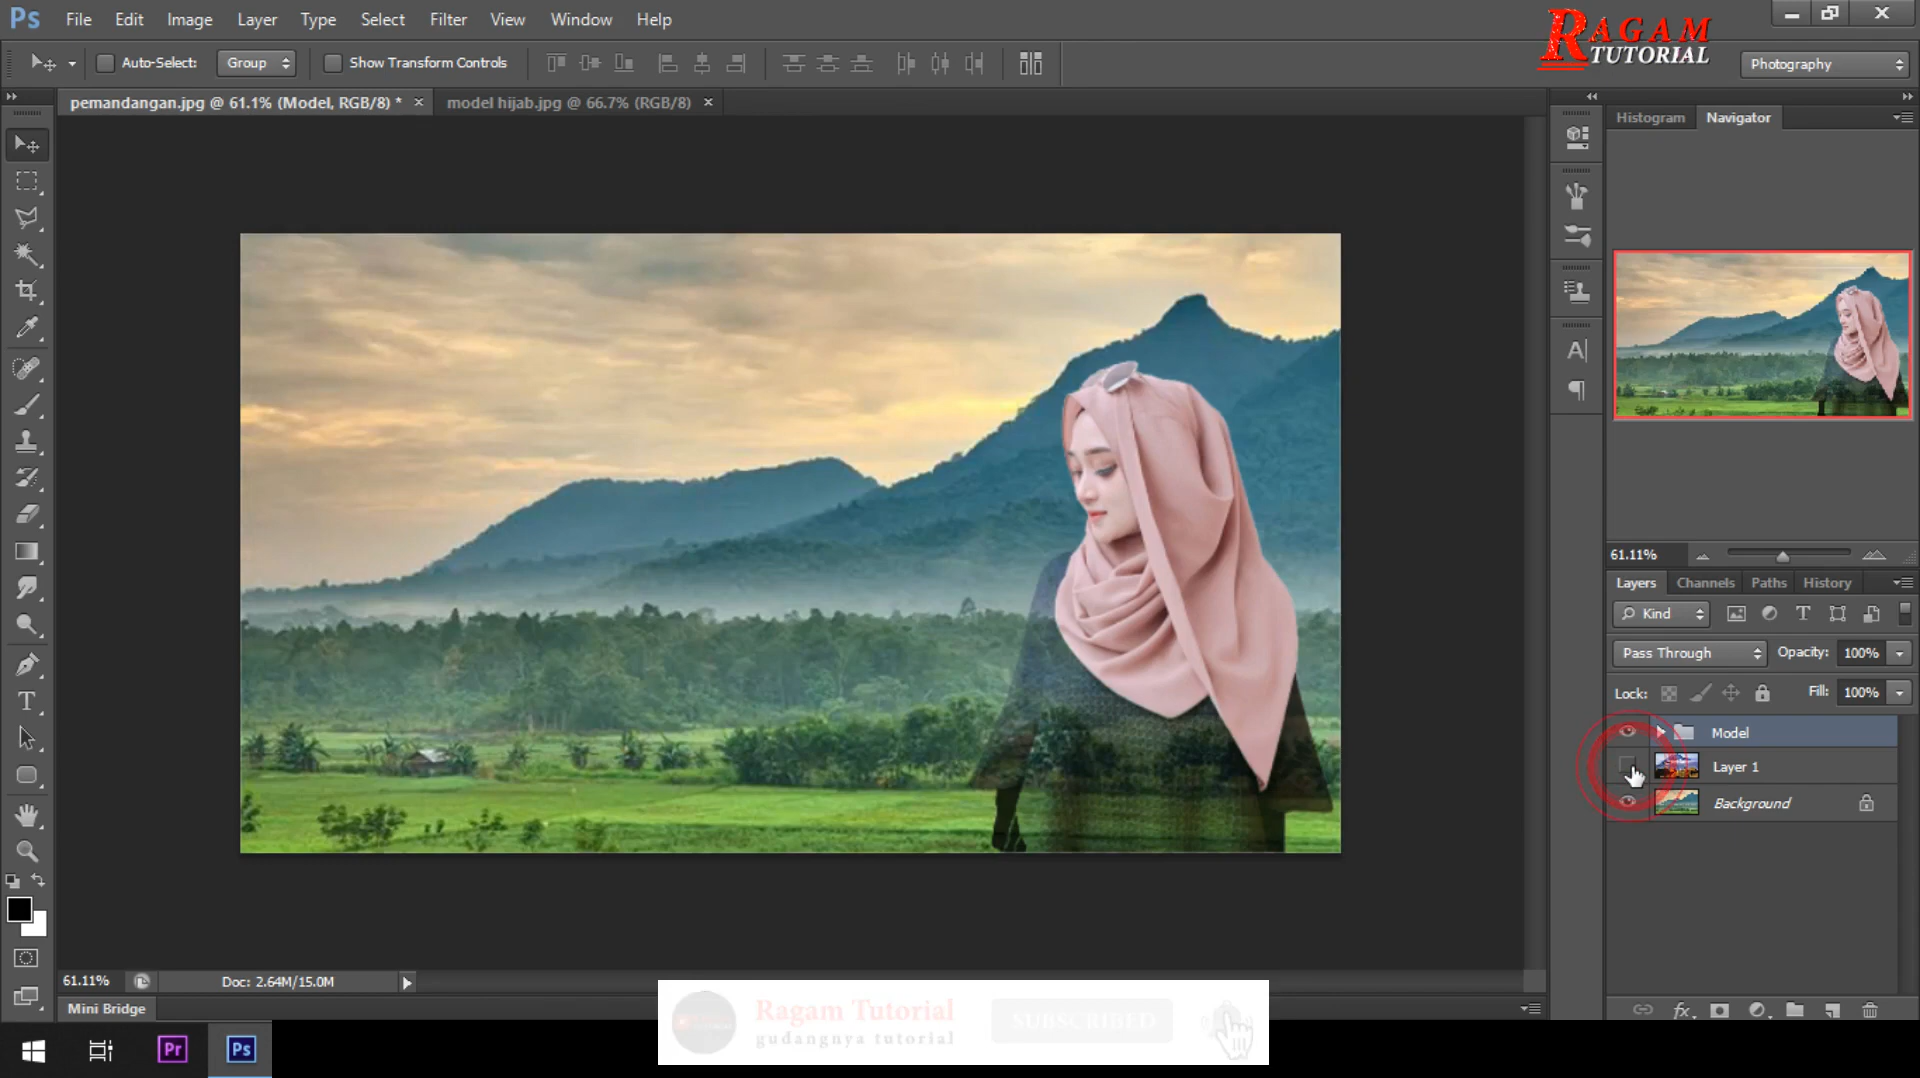 Ps File Edit Image Layer Type Select Filter View Window Help
RAGAM
TUTORIAL
Auto-Select: Group Show Transform Controls
Photography
pemandangan.jpg @ 61.1% (Model, RGB/8) * × model hijab.jpg @ 66.7% (RGB/8) ×
Histogram Navigator
61.11%
Layers Channels Paths History
Kind
Pass Through Opacity: 100%
Lock: Fill: 100%
Model
Layer 1
Background
61.11% Doc: 2.64M/15.0M
Mini Bridge
Ragam Tutorial
gudangnya tutorial
SUBSCRIBED
Pr Ps